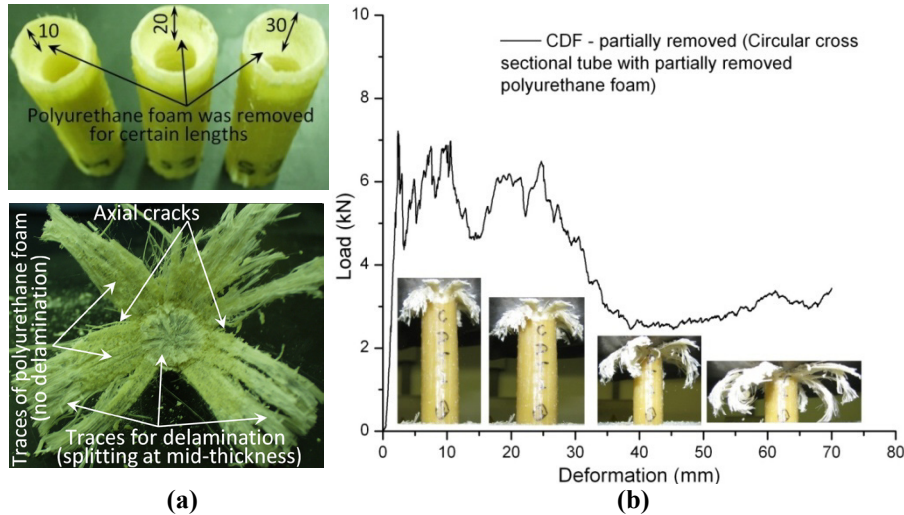 10
20
30
Polyurethane foam was removed
for certain lengths
Axial cracks
Traces of polyurethane foam
(no delamination)
Traces for delamination
(splitting at mid-thickness)
(a)
10
8
6
4
2
0
Load (kN)
CDF - partially removed (Circular cross
sectional tube with partially removed
polyurethane foam)
0 10 20 30 40 50 60 70 80
Deformation (mm)
(b)